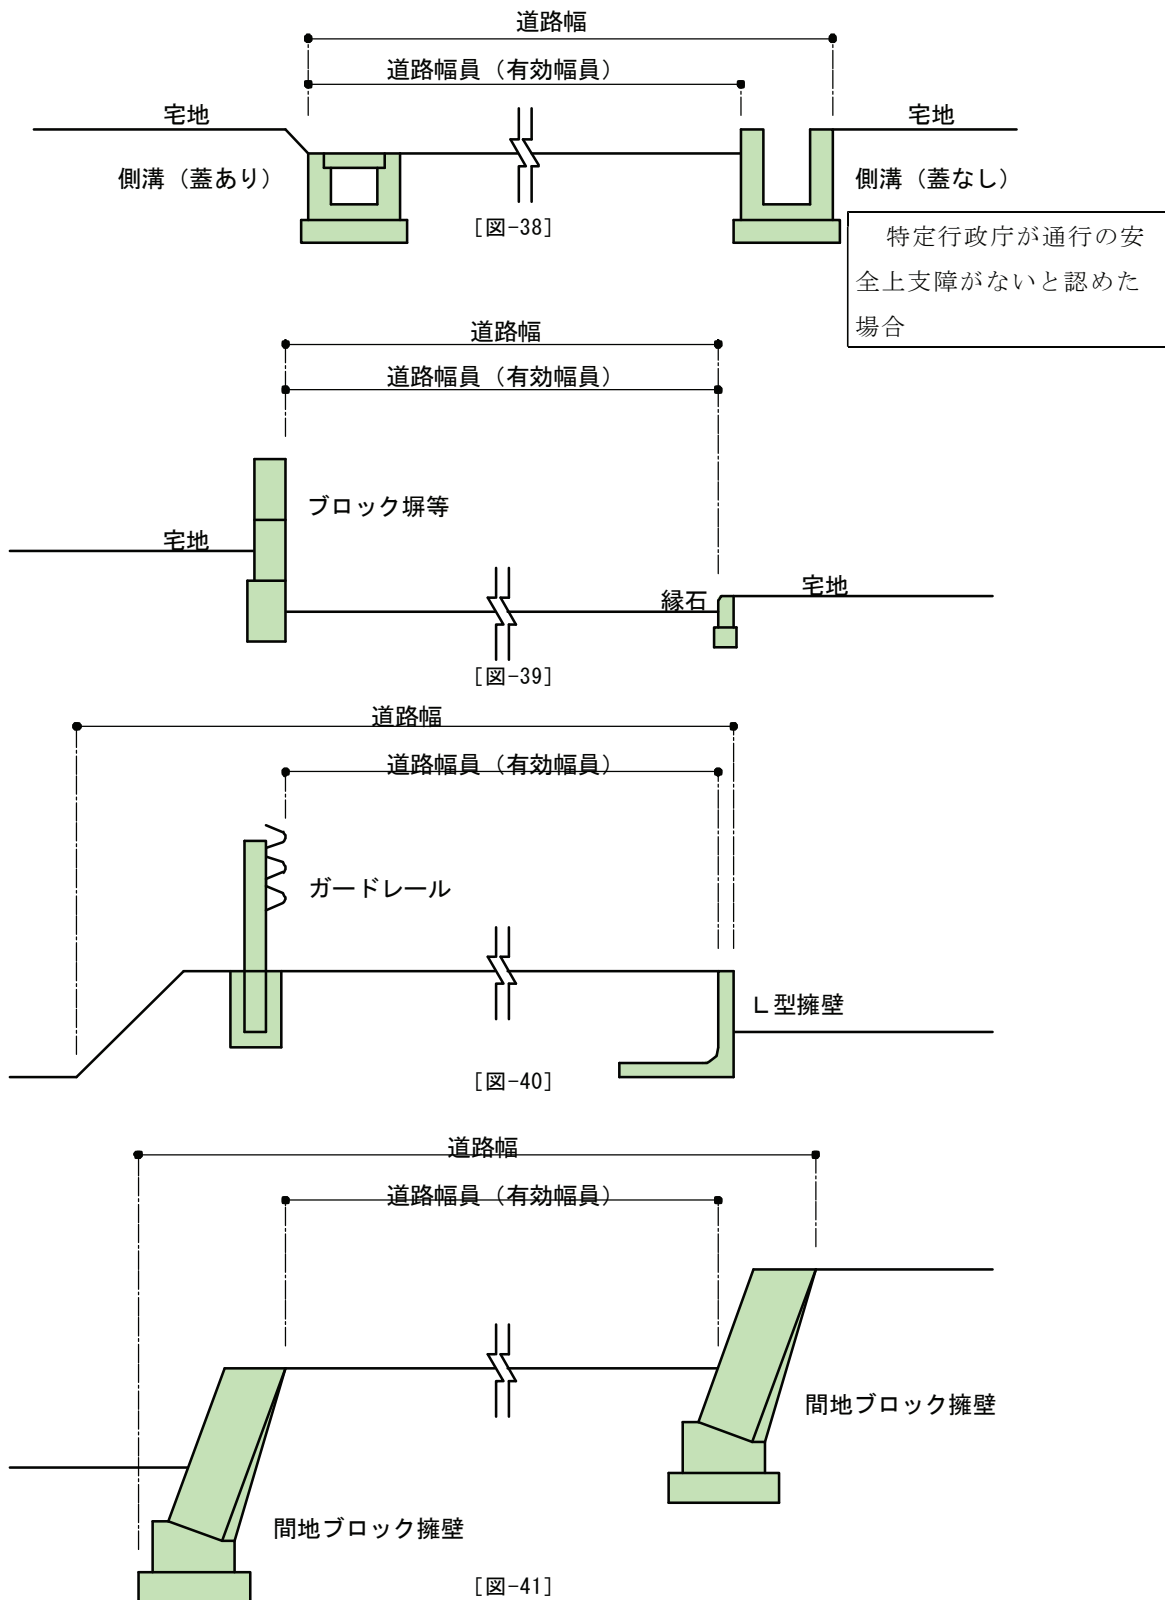 道路幅
道路幅員（有効幅員）
宅地
宅地
側溝（蓋あり）
側溝（蓋なし）
［図-38］
特定行政庁が通行の安
全上支障がないと認めた
場合
道路幅
道路幅員（有効幅員）
ブロック塀等
宅地
縁石
宅地
［図-39］
道路幅
道路幅員（有効幅員）
ガードレール
Ｌ型擁壁
［図-40］
道路幅
道路幅員（有効幅員）
間地ブロック擁壁
間地ブロック擁壁
［図-41］